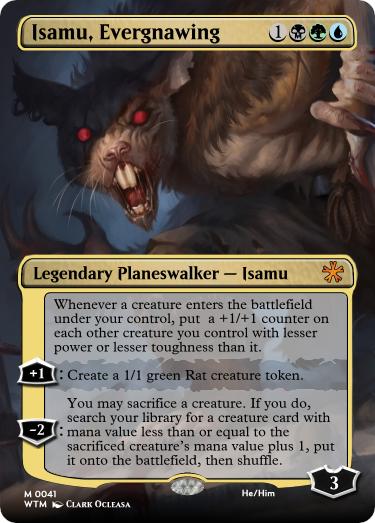 Isamu, Evergnawing 1
Legendary Planeswalker — Isamu
Whenever a creature enters the battlefield
under your control, put a +1/+1 counter on
each other creature you control with lesser
power or lesser toughness than it.
+1 : Create a 1/1 green Rat creature token.
You may sacrifice a creature. If you do,
search your library for a creature card with
-2 : mana value less than or equal to the
sacrificed creature's mana value plus 1, put
it onto the battlefield, then shuffle.
3
M 0041 He/Him
WTM Clark Ocleasa